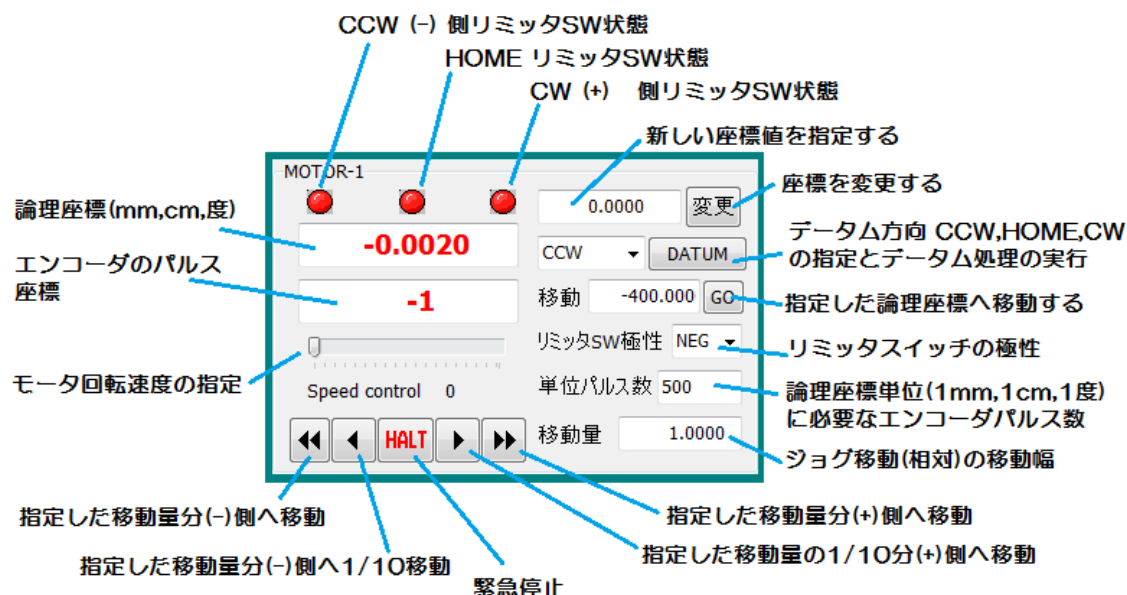 CCW (-) 側リミッタSW状態
HOME リミッタSW状態
CW (+) 側リミッタSW状態
新しい座標値を指定する
MOTOR-1
座標を変更する
0.0000 変更
論理座標(mm,cm,度)
-0.0020
データム方向 CCW,HOME,CW
の指定とデータム処理の実行
CCW DATUM
エンコーダのパルス
座標
-1
移動 -400.000 GO
指定した論理座標へ移動する
リミッタSW極性 NEG
リミッタスイッチの極性
モータ回転速度の指定
Speed control 0
単位パルス数 500
論理座標単位(1mm,1cm,1度)
に必要なエンコーダパルス数
HALT
移動量 1.0000
ジョグ移動(相対)の移動幅
指定した移動量分(-)側へ移動
指定した移動量分(+)側へ移動
指定した移動量分(-)側へ1/10移動
指定した移動量の1/10分(+)側へ移動
緊急停止